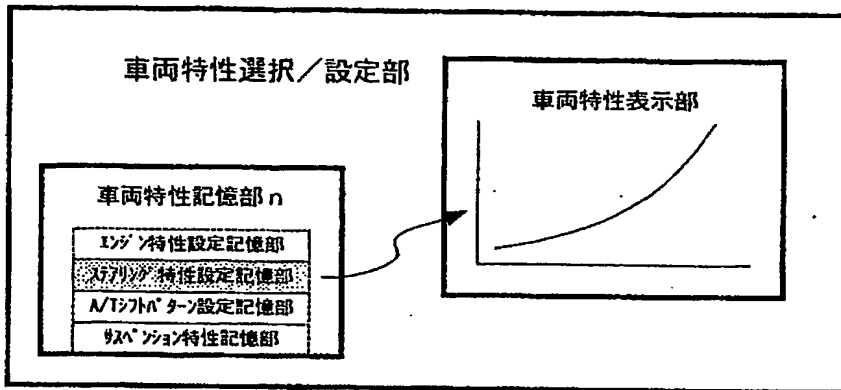 車両特性選択／設定部
車両特性表示部
車両特性記憶部n
ｴﾝｼﾞﾝ特性設定記憶部
ｽﾃｱﾘﾝｸﾞ特性設定記憶部
A/Tｼﾌﾄﾊﾟﾀｰﾝ設定記憶部
ｻｽﾍﾟﾝｼｮﾝ特性記憶部